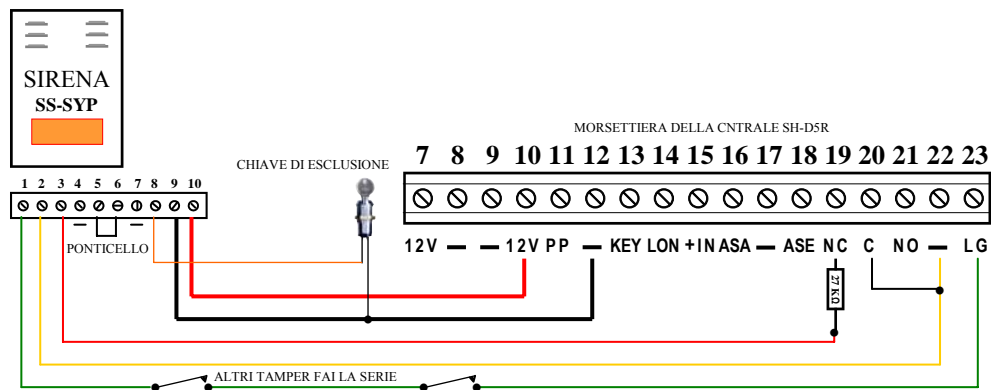 SIRENA
SS-SYP
MORSETTIERA DELLA CNTRALE SH-D5R
CHIAVE DI ESCLUSIONE
7 8 9 10 11 12 13 14 15 16 17 18 19 20 21 22 23
1 2 3 4 5 6 7 8 9 10
12V — — 12V PP — KEY LON +IN ASA — ASE NC C NO — LG
PONTICELLO
27 KΩ
ALTRI TAMPER FAI LA SERIE